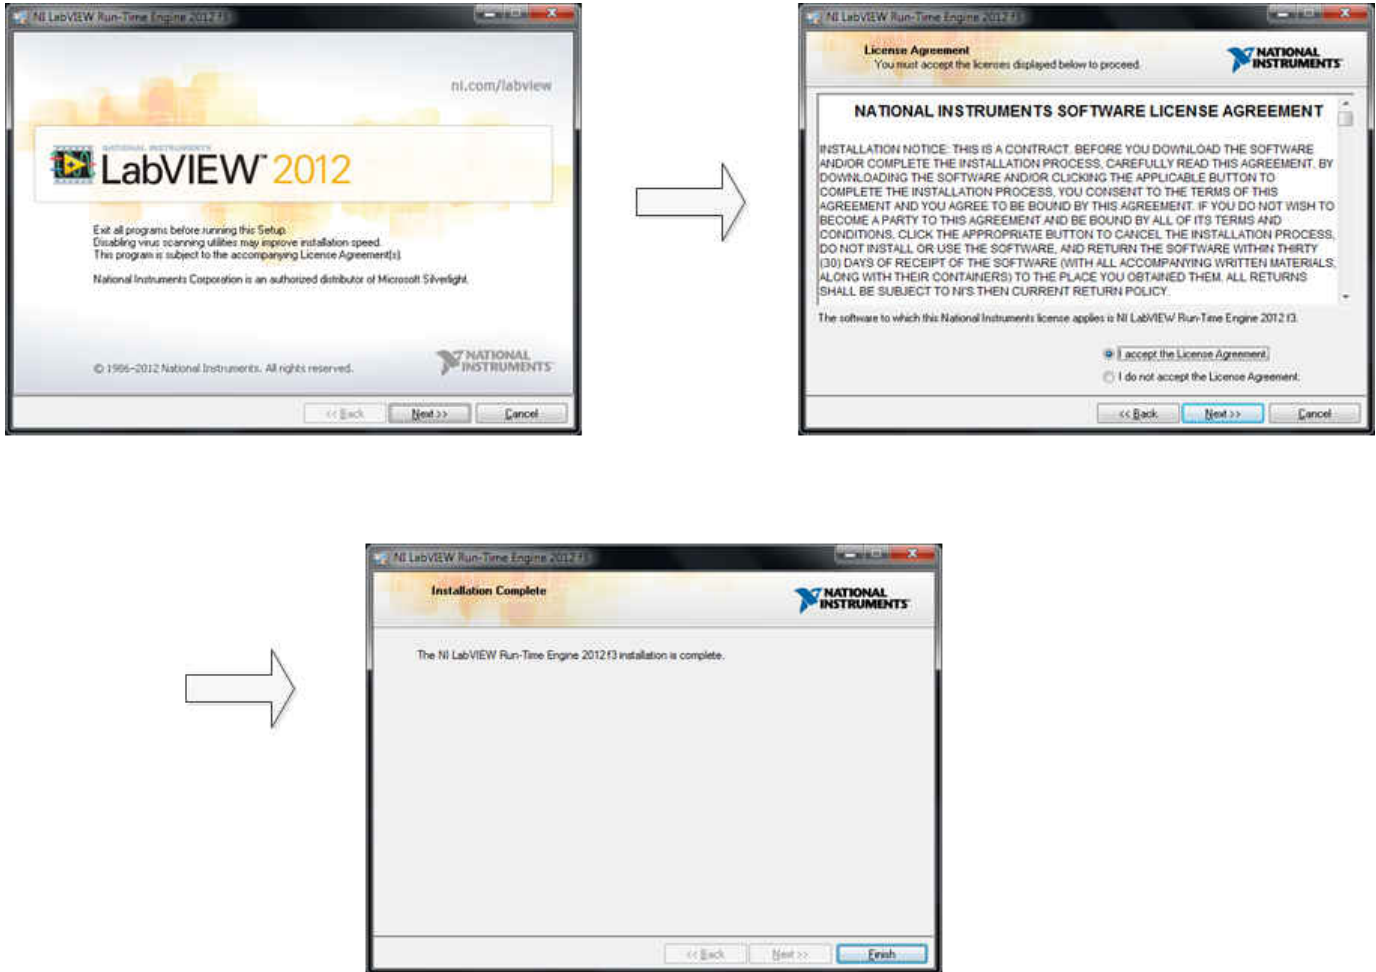 NI LabVIEW Run-Time Engine 2012 f3
ni.com/labview
NATIONAL INSTRUMENTS
LabVIEW™ 2012
Exit all programs before running this Setup.
Disabling virus scanning utilities may improve installation speed.
This program is subject to the accompanying License Agreement(s).
National Instruments Corporation is an authorized distributor of Microsoft Silverlight.
© 1986–2012 National Instruments. All rights reserved.
NATIONAL
INSTRUMENTS
<< Back Next >> Cancel
NI LabVIEW Run-Time Engine 2012 f3
License Agreement
You must accept the licenses displayed below to proceed.
NATIONAL
INSTRUMENTS
NATIONAL INSTRUMENTS SOFTWARE LICENSE AGREEMENT
INSTALLATION NOTICE: THIS IS A CONTRACT. BEFORE YOU DOWNLOAD THE SOFTWARE
AND/OR COMPLETE THE INSTALLATION PROCESS, CAREFULLY READ THIS AGREEMENT. BY
DOWNLOADING THE SOFTWARE AND/OR CLICKING THE APPLICABLE BUTTON TO
COMPLETE THE INSTALLATION PROCESS, YOU CONSENT TO THE TERMS OF THIS
AGREEMENT AND YOU AGREE TO BE BOUND BY THIS AGREEMENT. IF YOU DO NOT WISH TO
BECOME A PARTY TO THIS AGREEMENT AND BE BOUND BY ALL OF ITS TERMS AND
CONDITIONS, CLICK THE APPROPRIATE BUTTON TO CANCEL THE INSTALLATION PROCESS,
DO NOT INSTALL OR USE THE SOFTWARE, AND RETURN THE SOFTWARE WITHIN THIRTY
(30) DAYS OF RECEIPT OF THE SOFTWARE (WITH ALL ACCOMPANYING WRITTEN MATERIALS,
ALONG WITH THEIR CONTAINERS) TO THE PLACE YOU OBTAINED THEM. ALL RETURNS
SHALL BE SUBJECT TO NI'S THEN CURRENT RETURN POLICY.
The software to which this National Instruments license applies is NI LabVIEW Run-Time Engine 2012 f3.
I accept the License Agreement.
I do not accept the License Agreement.
<< Back Next >> Cancel
NI LabVIEW Run-Time Engine 2012 f3
Installation Complete
NATIONAL
INSTRUMENTS
The NI LabVIEW Run-Time Engine 2012 f3 installation is complete.
<< Back Next >> Finish